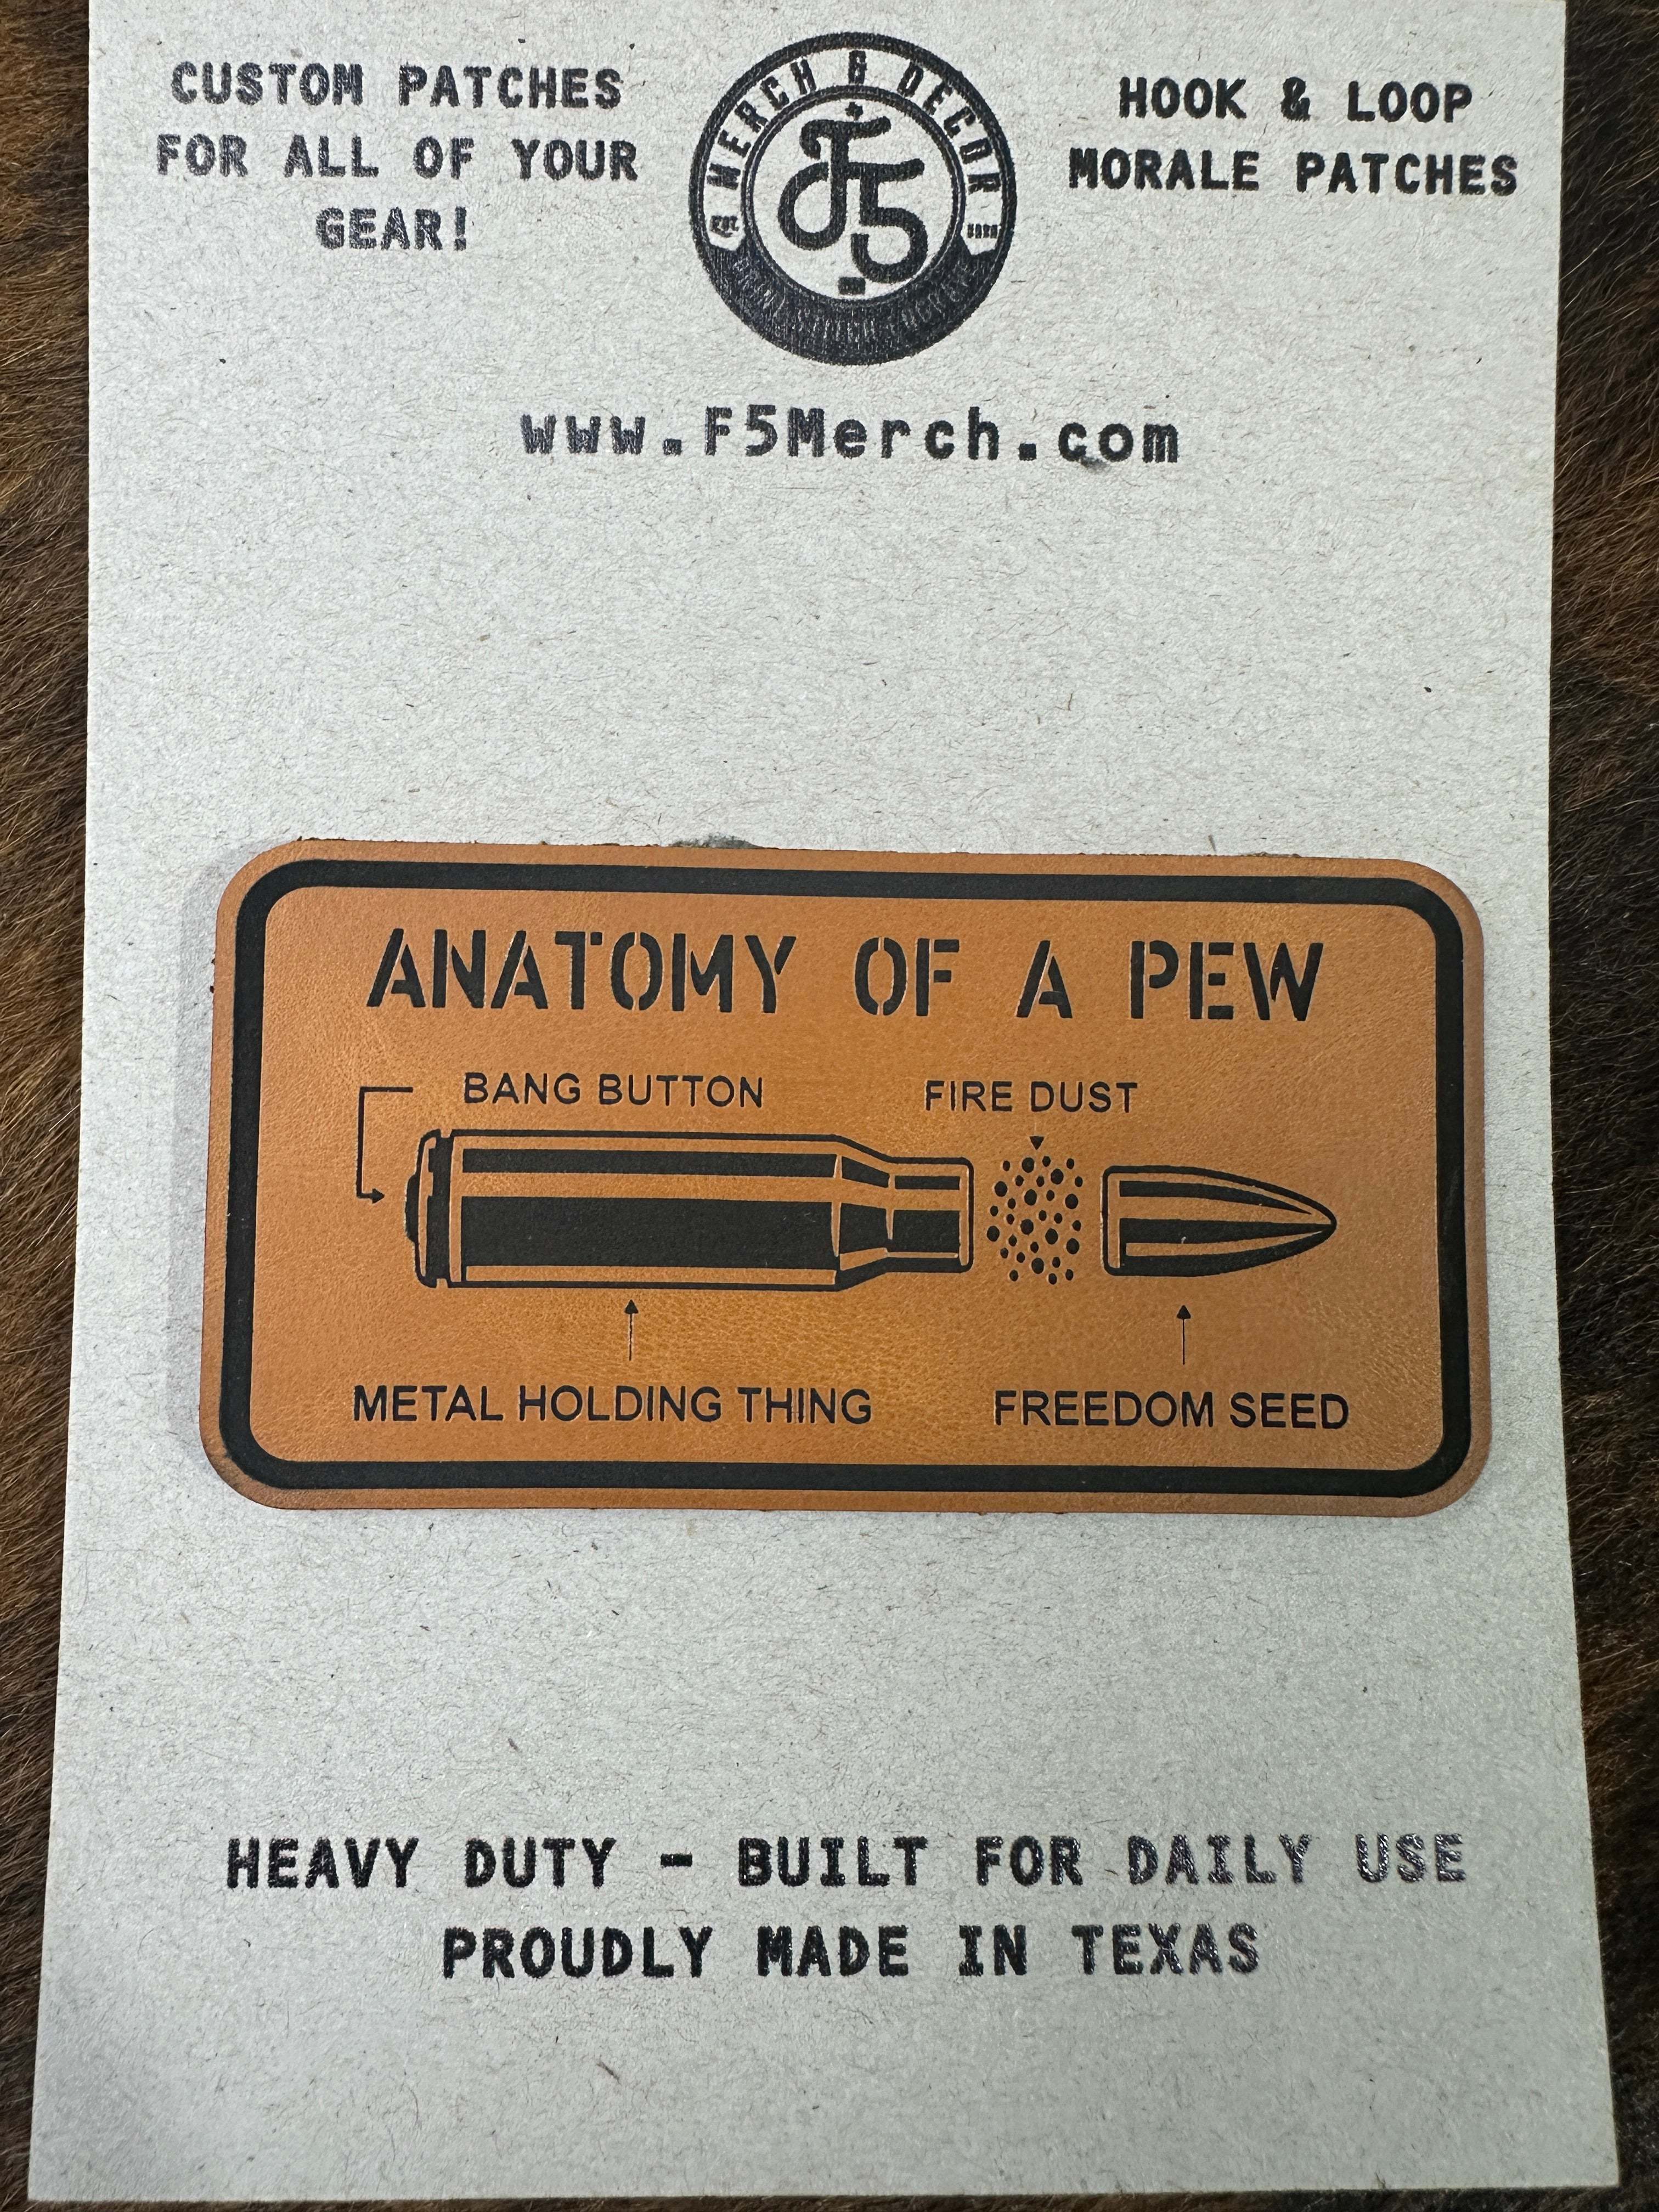 CUSTOM PATCHES
FOR ALL OF YOUR
GEAR!
MERCH & DECOR
F5
HOOK & LOOP
MORALE PATCHES
www.F5Merch.com
ANATOMY OF A PEW
BANG BUTTON
FIRE DUST
METAL HOLDING THING
FREEDOM SEED
HEAVY DUTY - BUILT FOR DAILY USE
PROUDLY MADE IN TEXAS